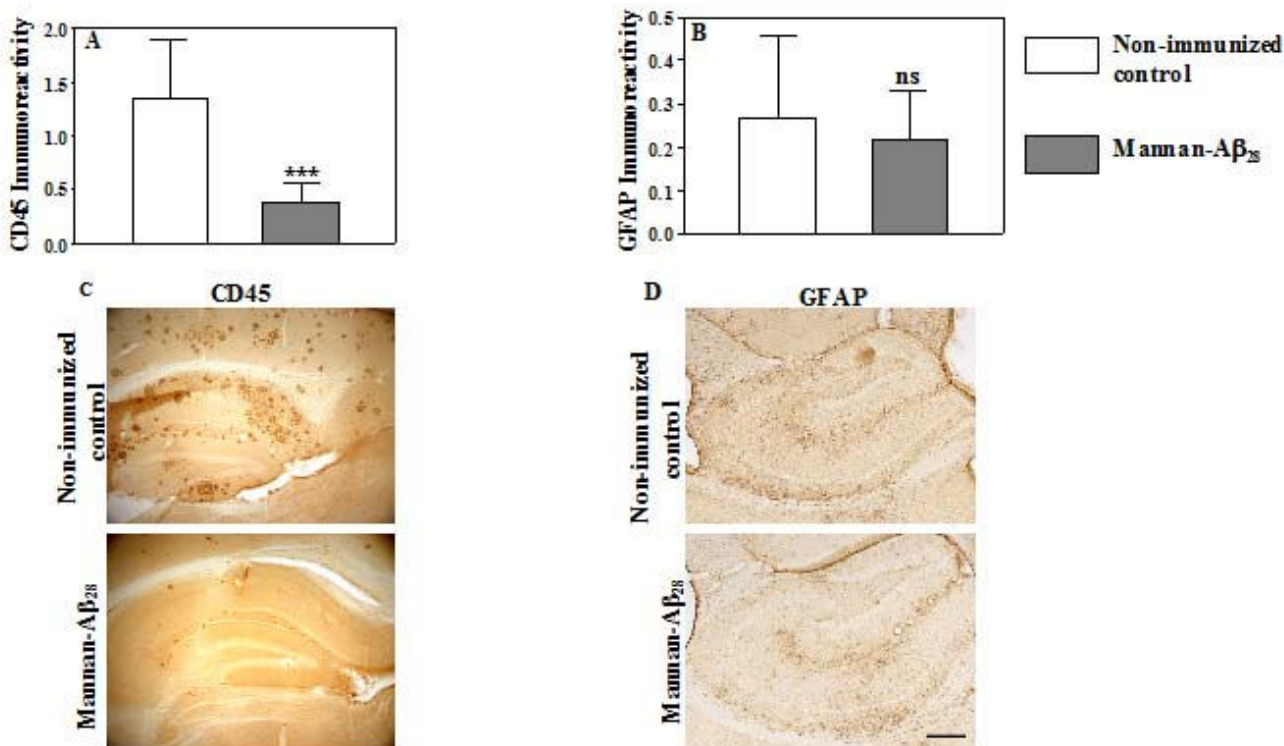 A
CD45 Immunoreactivity
2.0
1.5
1.0
0.5
0.0
***
B
GFAP Immunoreactivity
0.5
0.4
0.3
0.2
0.1
0.0
ns
Non-immunized
control
Mannan-Aβ₂₈
C
CD45
Non-immunized
control
Mannan-Aβ₂₈
D
GFAP
Non-immunized
control
Mannan-Aβ₂₈